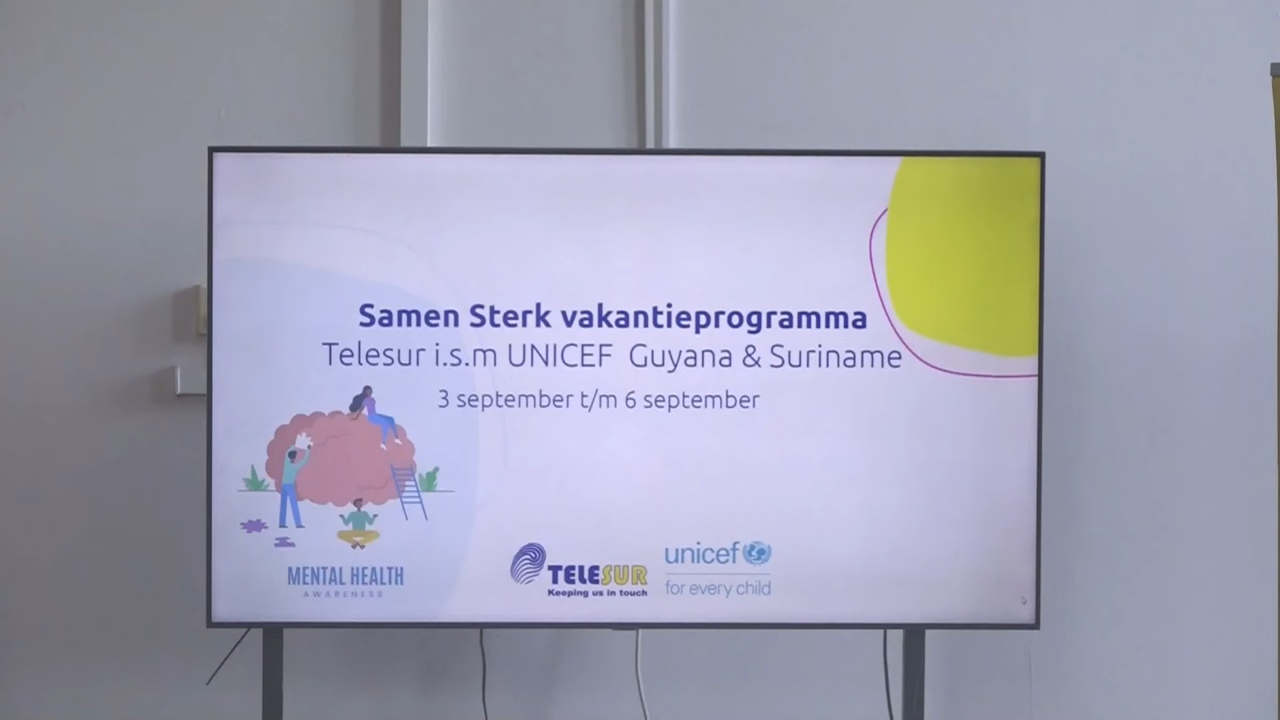 Samen Sterk vakantieprogramma
Telesur i.s.m UNICEF Guyana & Suriname
3 september t/m 6 september
MENTAL HEALTH
AWARENESS
TELESUR
Keeping us in touch
unicef
for every child